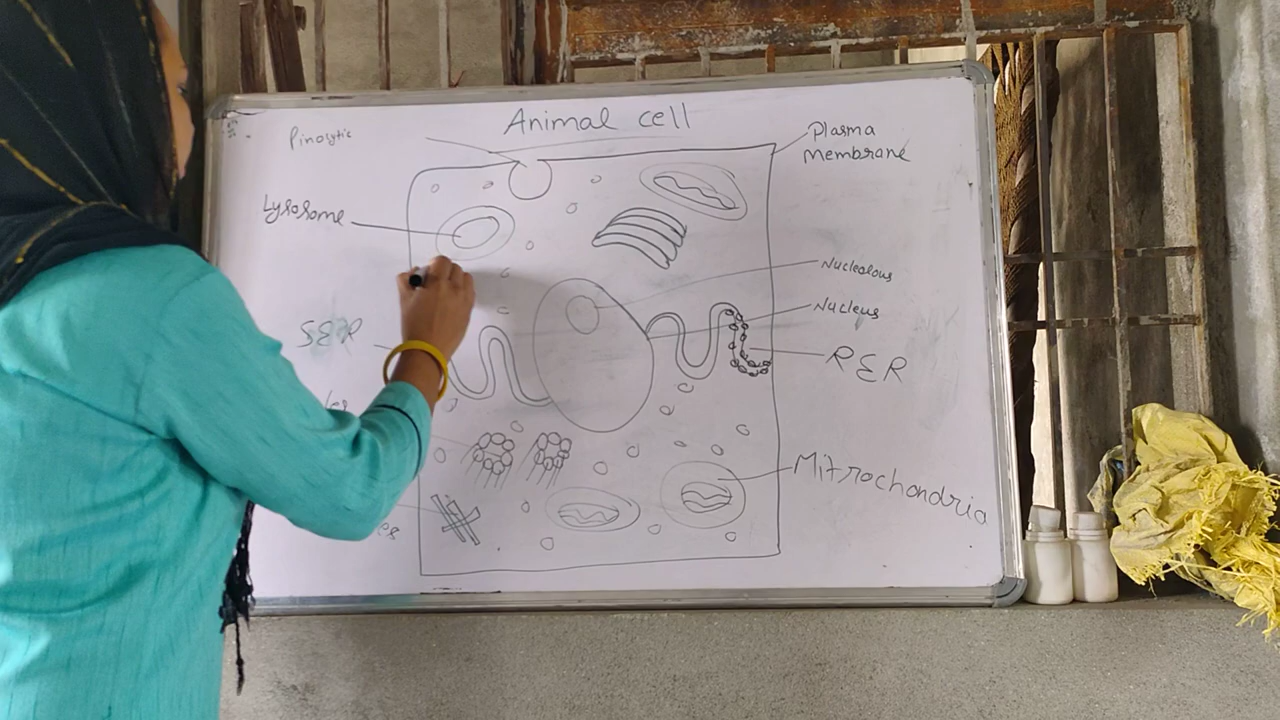 Animal cell
Pinocytic
Plasma
Membrane
Lysosome
Nucleolous
Nucleus
SER
RER
Mitrochondria